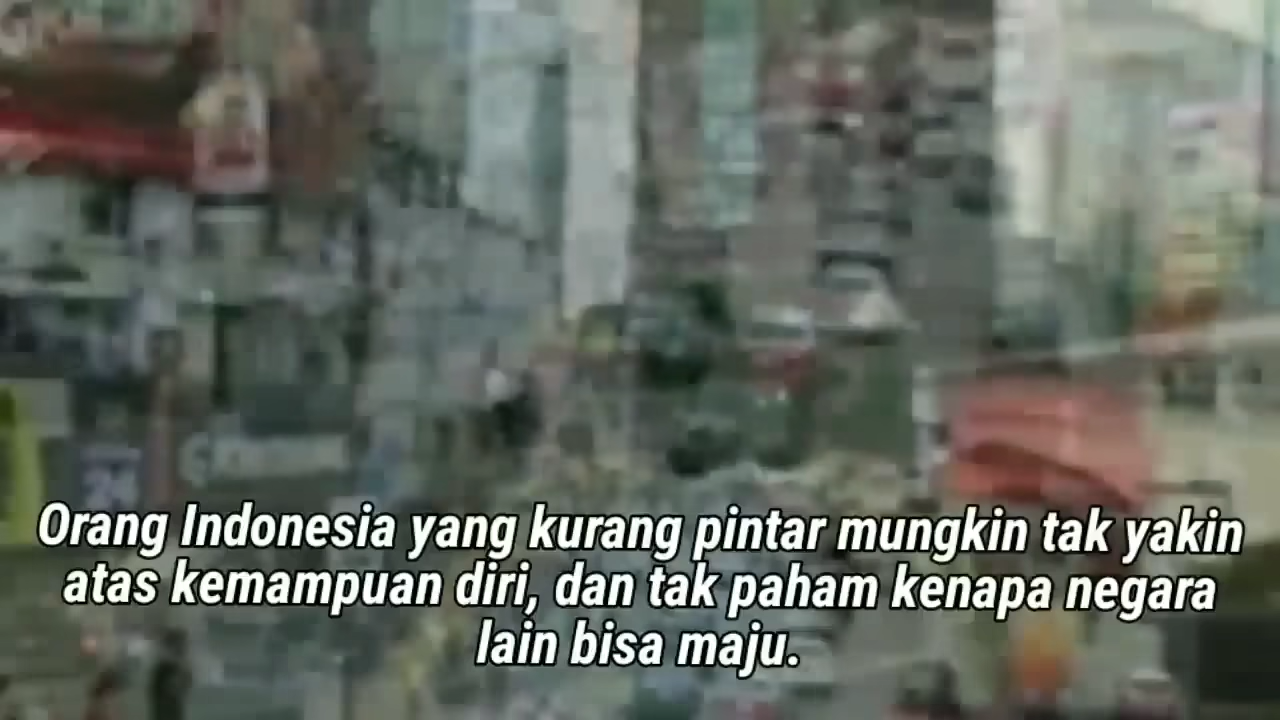 Orang Indonesia yang kurang pintar mungkin tak yakin
atas kemampuan diri, dan tak paham kenapa negara
lain bisa maju.